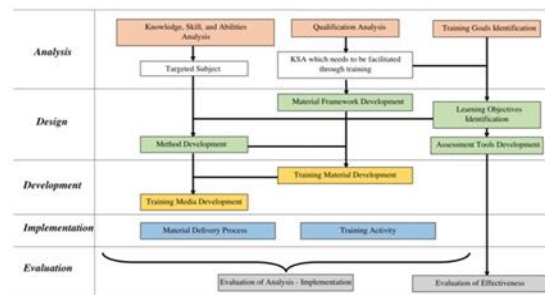 Analysis
Knowledge, Skill, and Abilities
Analysis
Qualification Analysis
Training Goals Identification
Targeted Subject
KSA which needs to be facilitated
through training
Design
Material Framework Development
Learning Objectives
Identification
Method Development
Assessment Tools Development
Development
Training Material Development
Training Media Development
Implementation
Material Delivery Process
Training Activity
Evaluation
Evaluation of Analysis - Implementation
Evaluation of Effectiveness